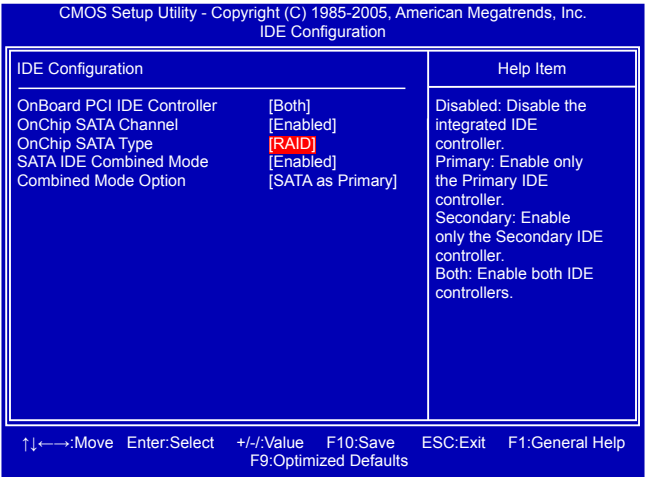 CMOS Setup Utility - Copyright (C) 1985-2005, American Megatrends, Inc.
IDE Configuration
IDE Configuration
OnBoard PCI IDE Controller [Both]
OnChip SATA Channel [Enabled]
OnChip SATA Type [RAID]
SATA IDE Combined Mode [Enabled]
Combined Mode Option [SATA as Primary]
Help Item
Disabled: Disable the
integrated IDE
controller.
Primary: Enable only
the Primary IDE
controller.
Secondary: Enable
only the Secondary IDE
controller.
Both: Enable both IDE
controllers.
↑↓←→:Move Enter:Select +/-/:Value F10:Save ESC:Exit F1:General Help
F9:Optimized Defaults